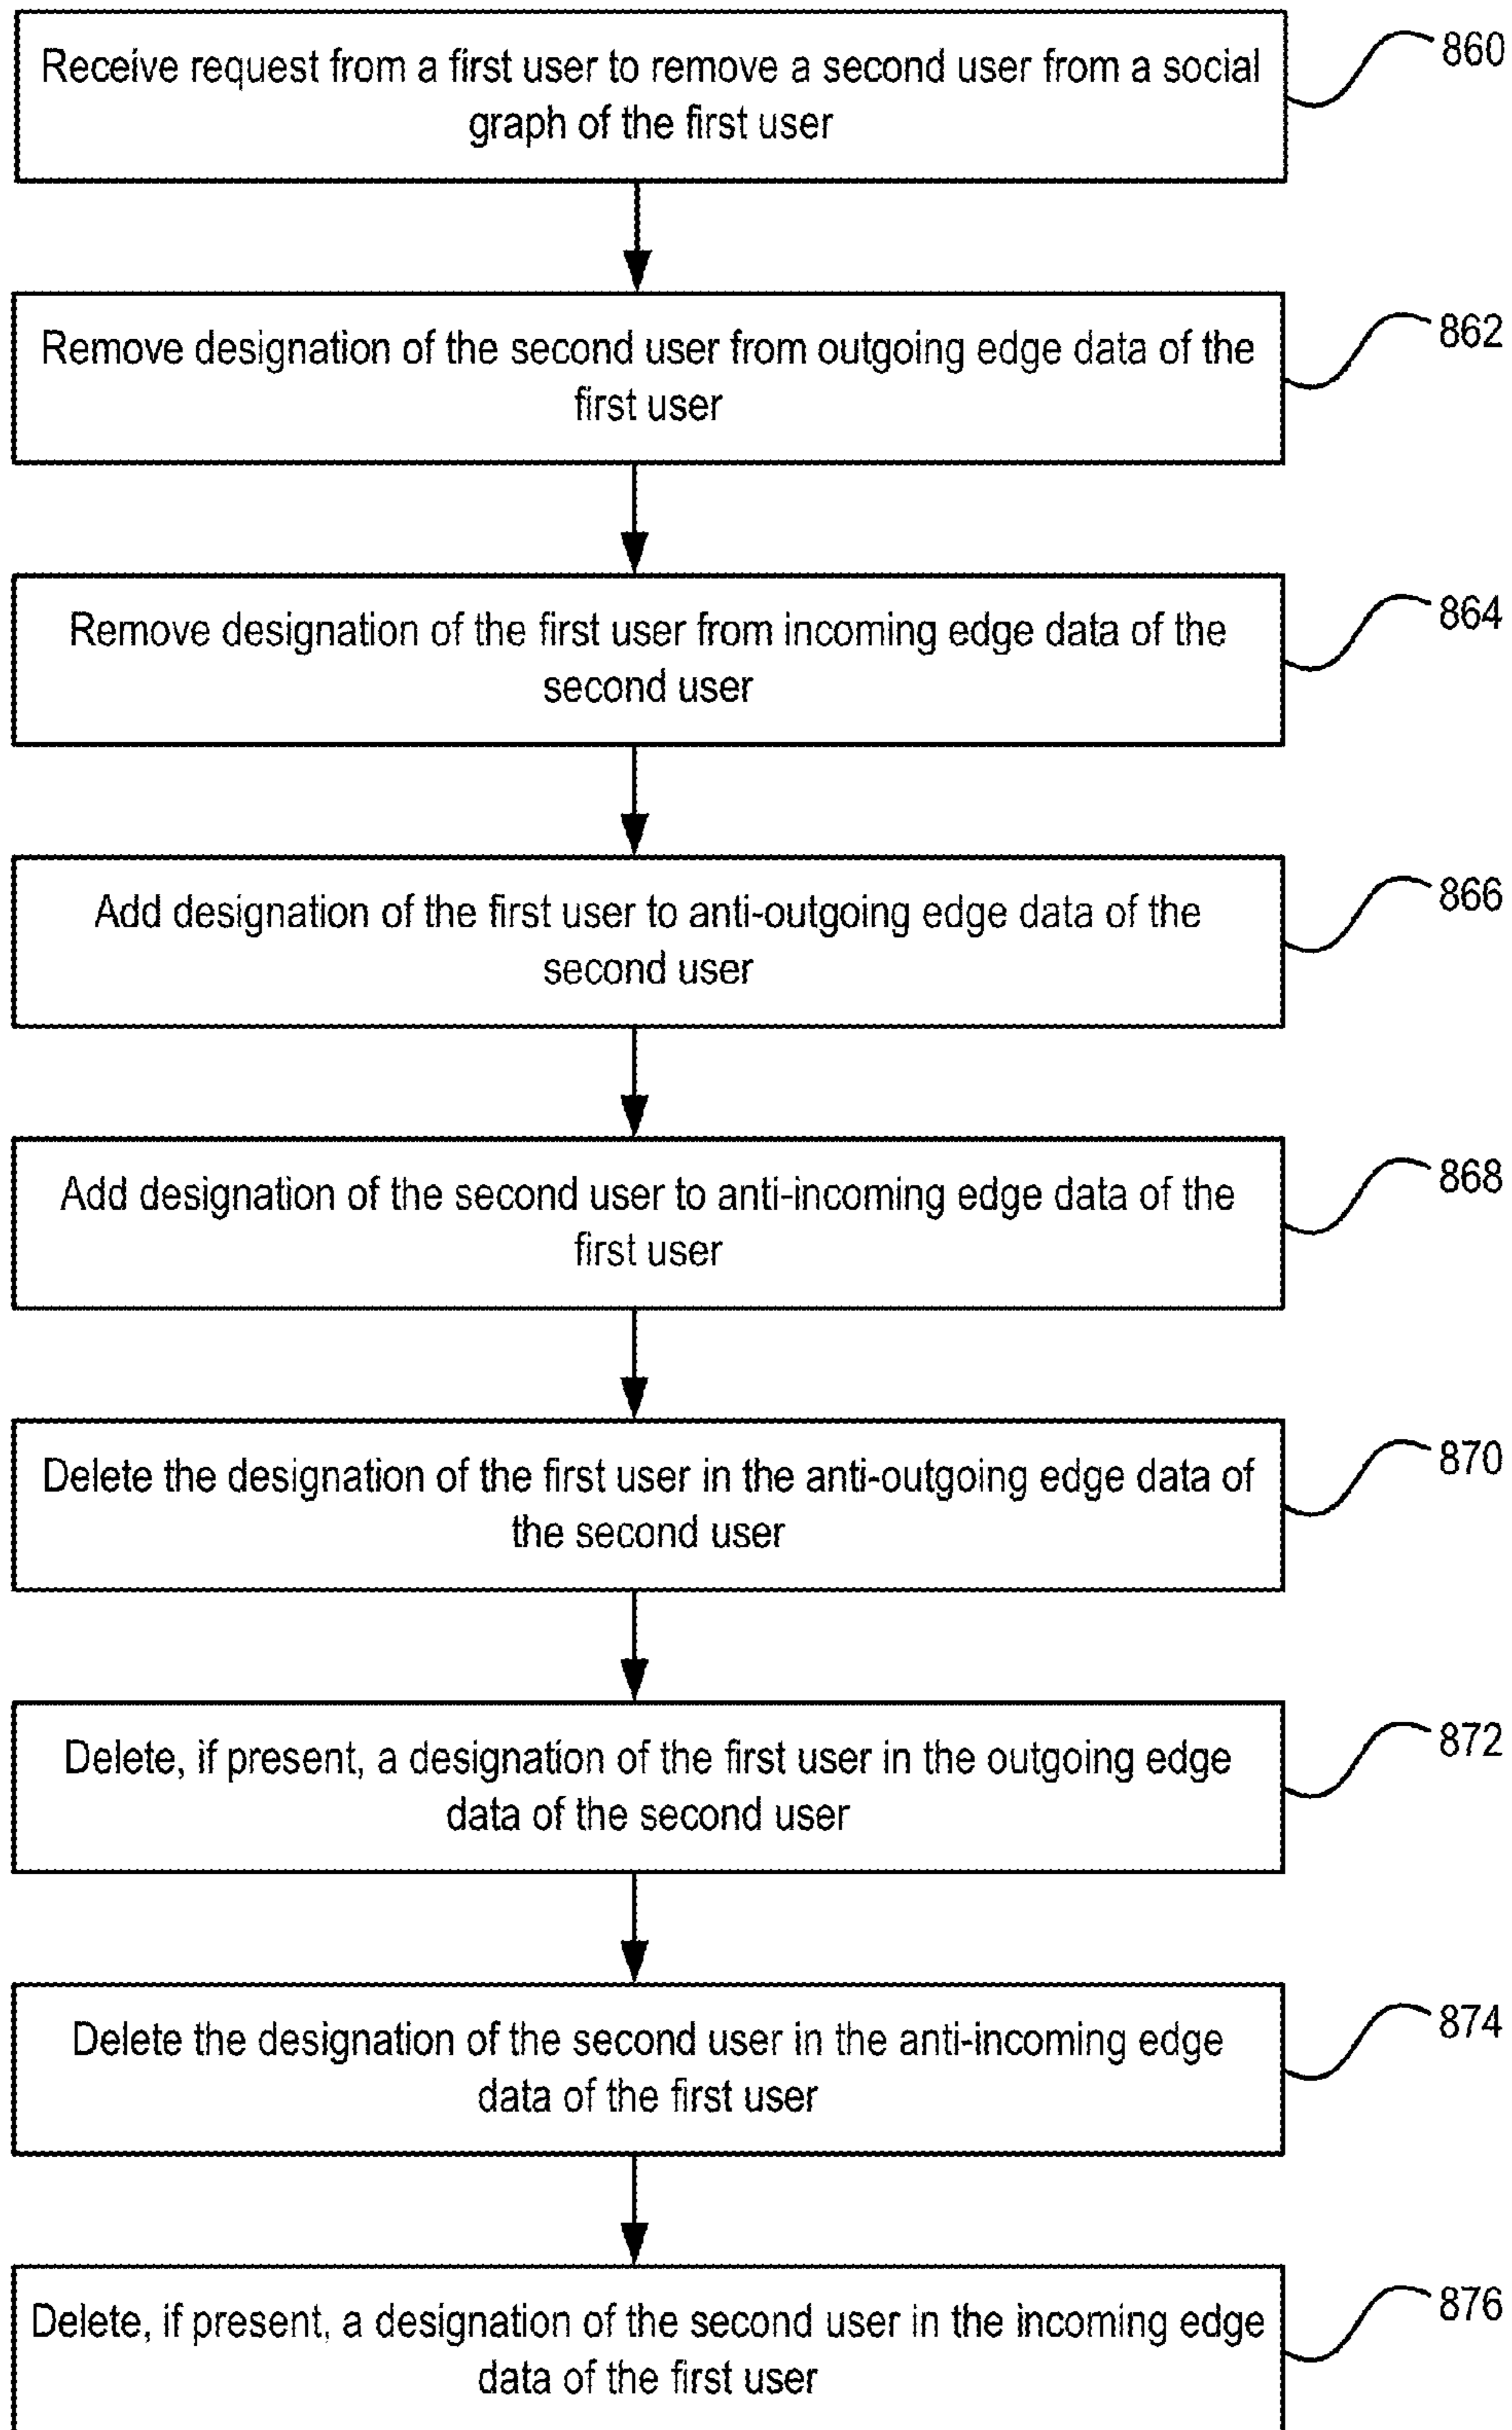 Receive request from a first user to remove a second user from a social
graph of the first user
860
Remove designation of the second user from outgoing edge data of the
first user
862
Remove designation of the first user from incoming edge data of the
second user
864
Add designation of the first user to anti-outgoing edge data of the
second user
866
Add designation of the second user to anti-incoming edge data of the
first user
868
Delete the designation of the first user in the anti-outgoing edge data of
the second user
870
Delete, if present, a designation of the first user in the outgoing edge
data of the second user
872
Delete the designation of the second user in the anti-incoming edge
data of the first user
874
Delete, if present, a designation of the second user in the incoming edge
data of the first user
876